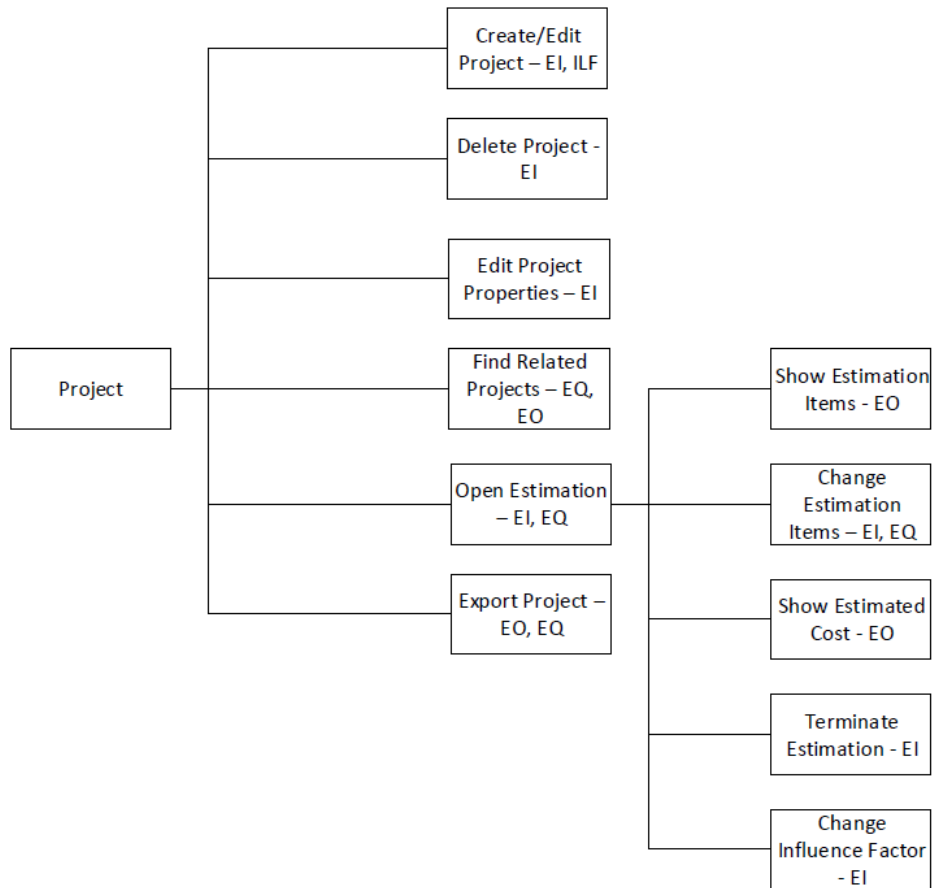 Create/Edit
Project – EI, ILF
Delete Project -
EI
Edit Project
Properties – EI
Project
Find Related
Projects – EQ,
EO
Open Estimation
– EI, EQ
Export Project –
EO, EQ
Show Estimation
Items - EO
Change
Estimation
Items – EI, EQ
Show Estimated
Cost - EO
Terminate
Estimation - EI
Change
Influence Factor
- EI